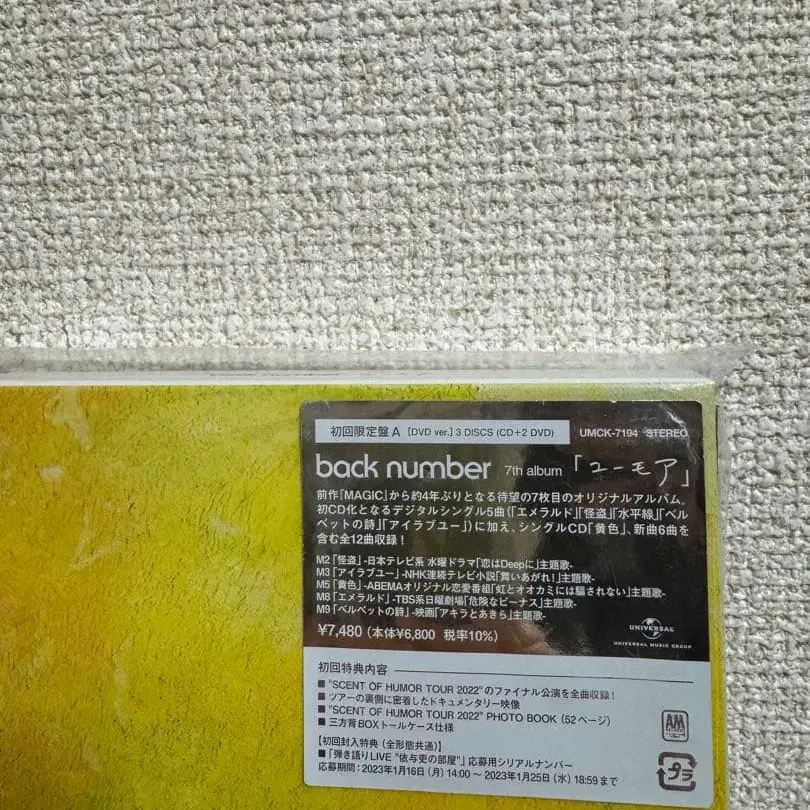 初回限定盤A [DVD ver.] 3 DISCS (CD+2 DVD) UMCK-7194 STEREO
back number 7th album「ユーモア」
前作『MAGIC』から約4年ぶりとなる待望の7枚目のオリジナルアルバム。
初CD化となるデジタルシングル5曲(「エメラルド」「怪盗」「水平線」「ベル
ベットの詩」「アイラブユー」)に加え、シングルCD「黄色」、新曲6曲を
含む全12曲収録!
M2「怪盗」-日本テレビ系 水曜ドラマ「恋はDeepに」主題歌-
M3「アイラブユー」-NHK連続テレビ小説「舞いあがれ!」主題歌-
M5「黄色」-ABEMAオリジナル恋愛番組「虹とオオカミには騙されない」主題歌-
M8「エメラルド」-TBS系日曜劇場「危険なビーナス」主題歌-
M9「ベルベットの詩」-映画「アキラとあきら」主題歌-
¥7,480(本体¥6,800 税率10%)
UNIVERSAL
UNIVERSAL MUSIC GROUP
初回特典内容
■ "SCENT OF HUMOR TOUR 2022"のファイナル公演を全曲収録!
■ ツアーの裏側に密着したドキュメンタリー映像
■ "SCENT OF HUMOR TOUR 2022" PHOTO BOOK(52ページ)
■ 三方背BOXトールケース仕様
【初回封入特典(全形態共通)】
■「弾き語りLIVE "依与吏の部屋"」応募用シリアルナンバー
応募期間:2023年1月16日(月)14:00 ~ 2023年1月25日(水)18:59まで
AM
プラ